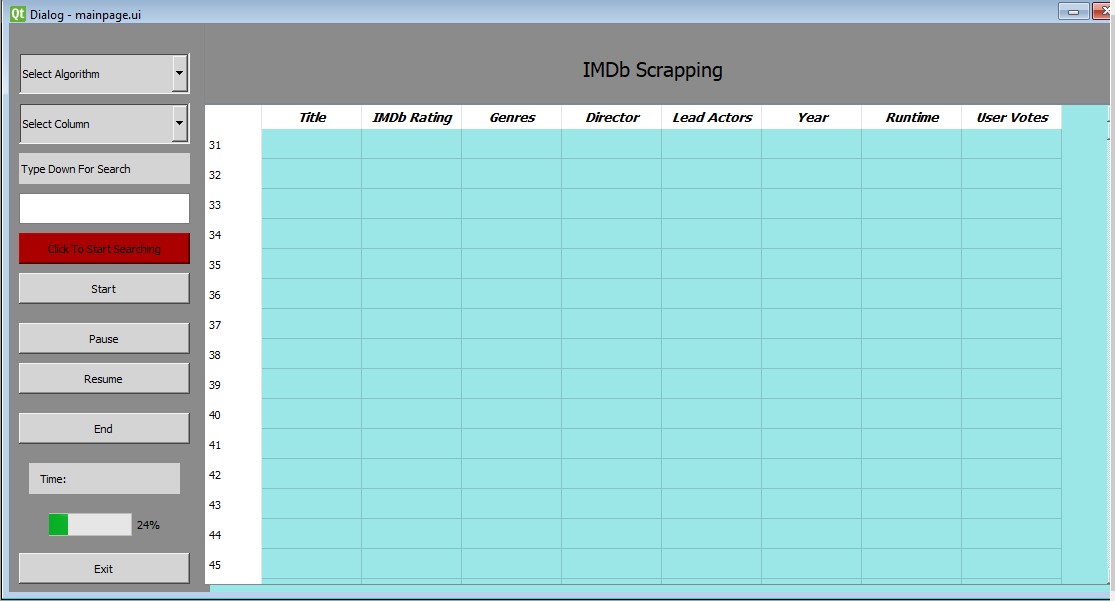 Qt Dialog - mainpage.ui
Select Algorithm
Select Column
Type Down For Search
Click To Start Searching
Start
Pause
Resume
End
Time:
24%
Exit
IMDb Scrapping
Title IMDb Rating Genres Director Lead Actors Year Runtime User Votes
31
32
33
34
35
36
37
38
39
40
41
42
43
44
45